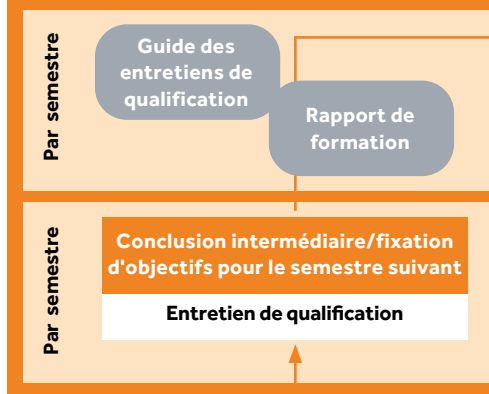 Par semestre
Guide des
entretiens de
qualification
Rapport de
formation
Par semestre
Conclusion intermédiaire/fixation
d'objectifs pour le semestre suivant
Entretien de qualification